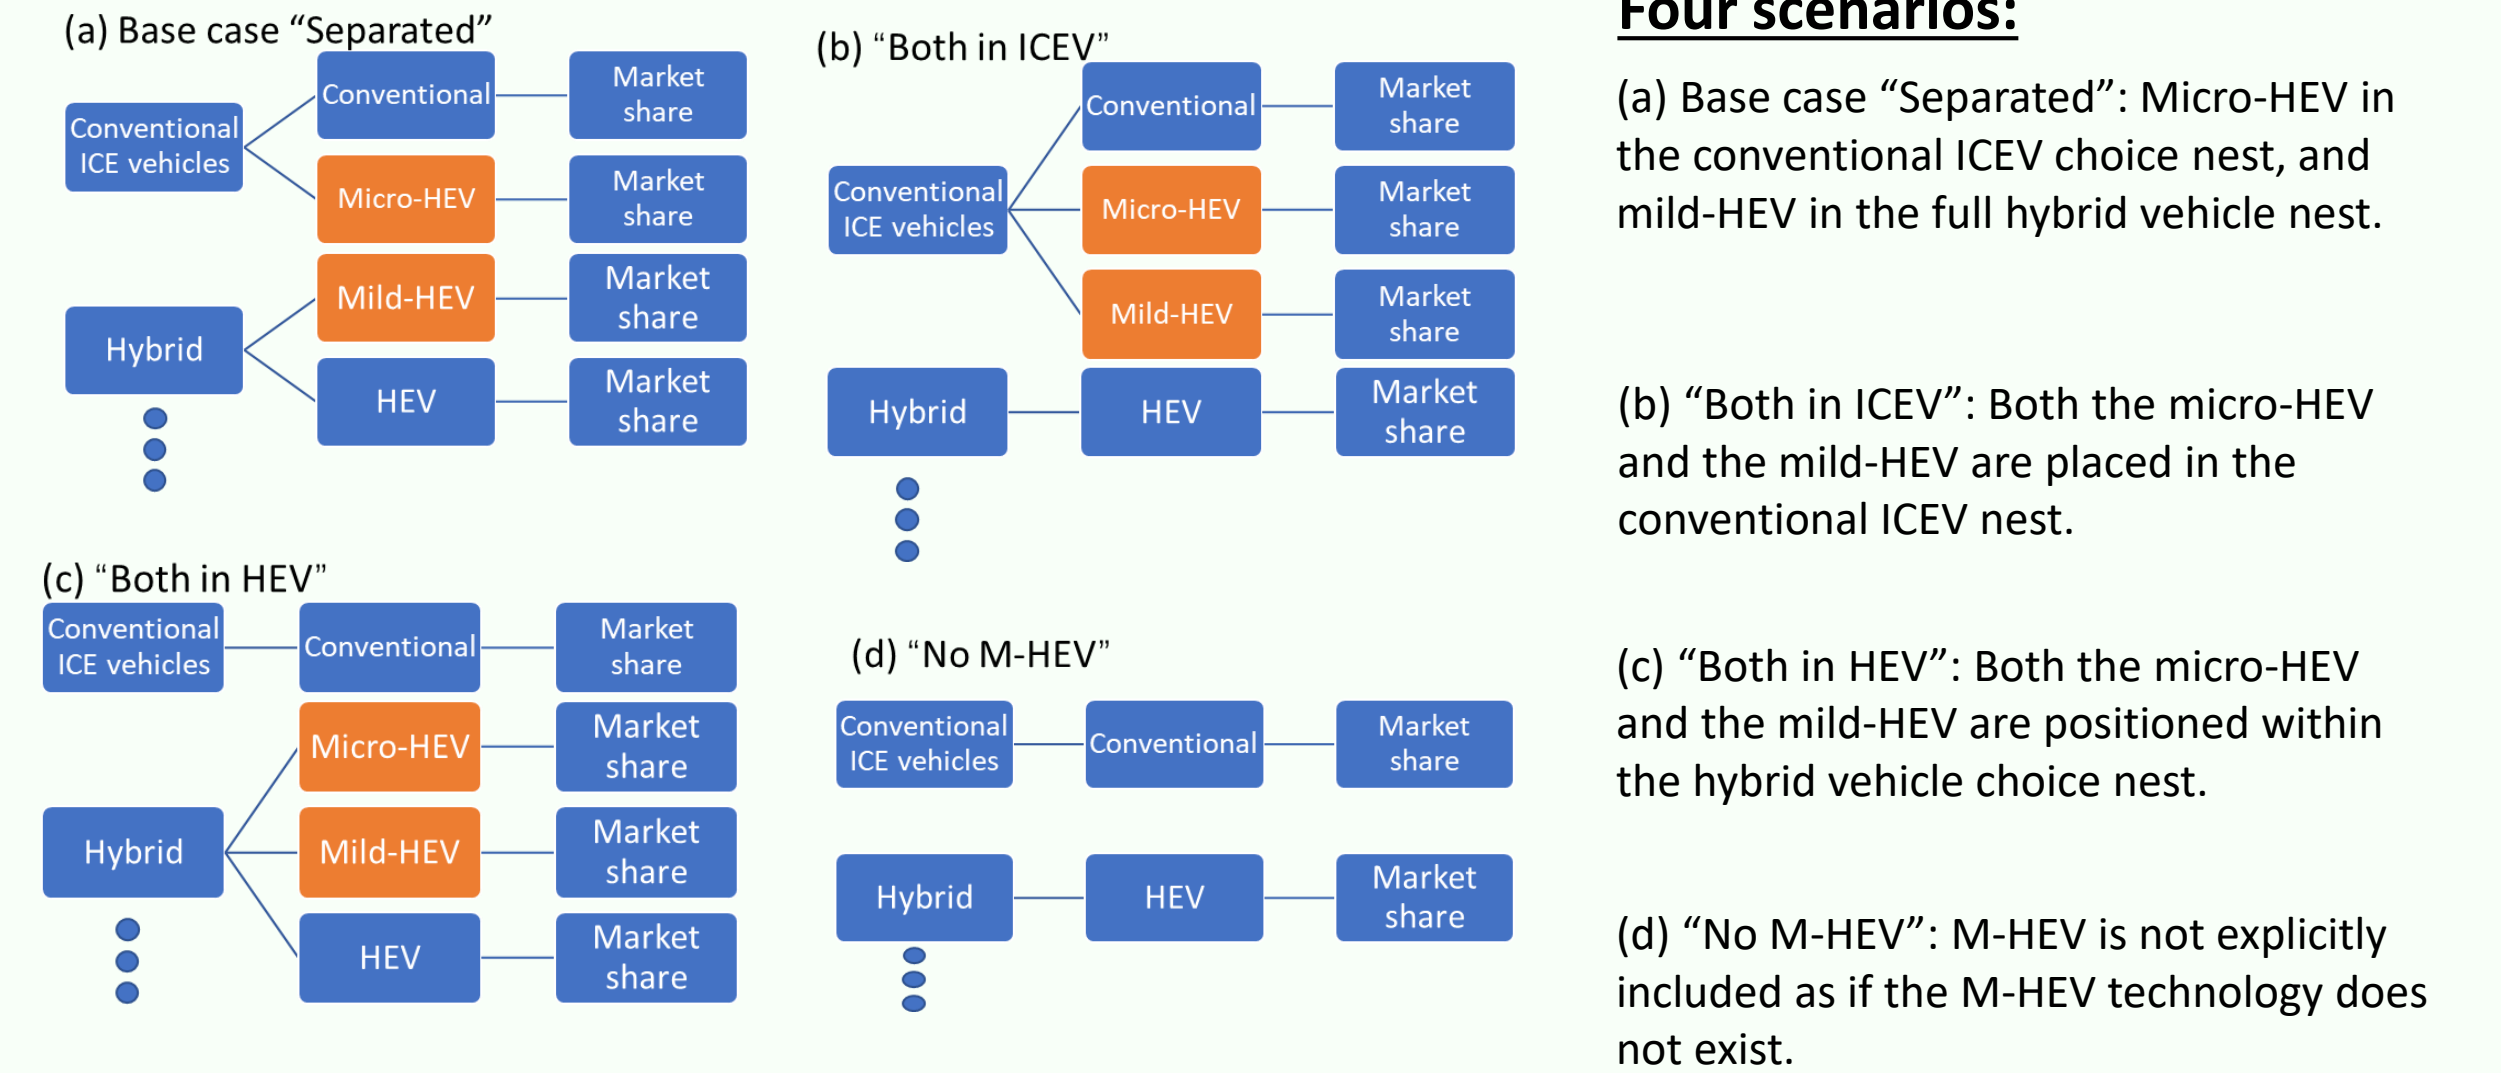 (a) Base case “Separated”
Conventional
ICE vehicles
Conventional
Market
share
Micro-HEV
Market
share
Hybrid
Mild-HEV
Market
share
HEV
Market
share
(b) “Both in ICEV”
Conventional
ICE vehicles
Conventional
Market
share
Micro-HEV
Market
share
Mild-HEV
Market
share
Hybrid
HEV
Market
share
(c) “Both in HEV”
Conventional
ICE vehicles
Conventional
Market
share
Hybrid
Micro-HEV
Market
share
Mild-HEV
Market
share
HEV
Market
share
(d) “No M-HEV”
Conventional
ICE vehicles
Conventional
Market
share
Hybrid
HEV
Market
share
Four scenarios:
(a) Base case “Separated”: Micro-HEV in
the conventional ICEV choice nest, and
mild-HEV in the full hybrid vehicle nest.
(b) “Both in ICEV”: Both the micro-HEV
and the mild-HEV are placed in the
conventional ICEV nest.
(c) “Both in HEV”: Both the micro-HEV
and the mild-HEV are positioned within
the hybrid vehicle choice nest.
(d) “No M-HEV”: M-HEV is not explicitly
included as if the M-HEV technology does
not exist.